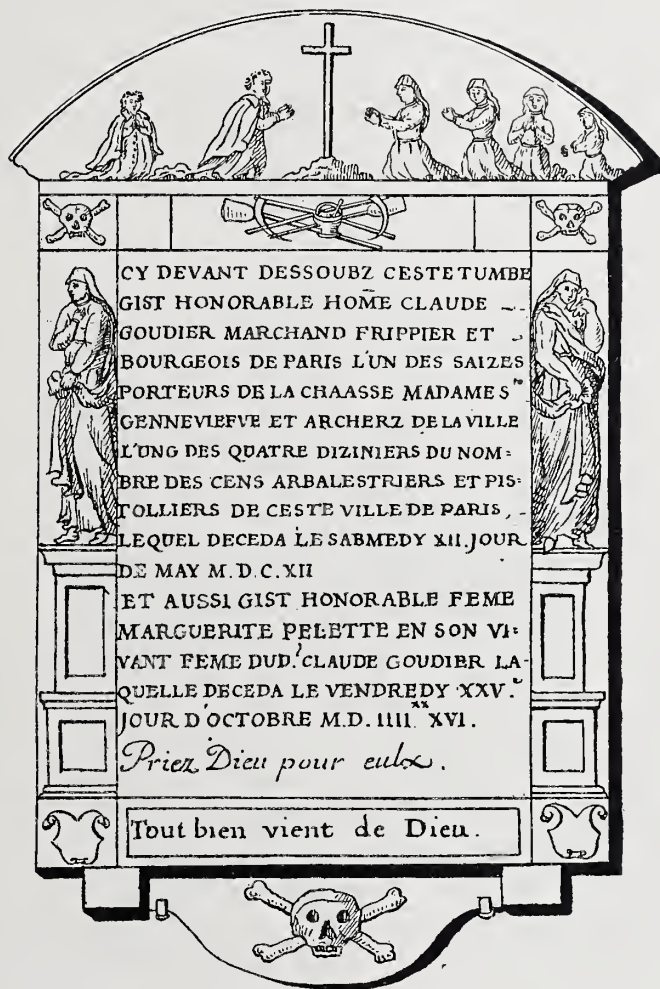 CY DEVANT DESSOUBZ CESTE TUMBE
GIST HONORABLE HOM̄E CLAUDE
GOUDIER MARCHAND FRIPPIER ET
BOURGEOIS DE PARIS L'UN DES SAIZES
PORTEURS DE LA CHAASSE MADAME Sᵗᵉ
GENNEVIEFVE ET ARCHERZ DE LA VILLE
L'UNG DES QUATRE DIZINIERS DU NOM=
BRE DES CENS ARBALESTRIERS ET PIS=
TOLLIERS DE CESTE VILLE DE PARIS,
LEQUEL DECEDA LE SABMEDY XII. JOUR
DE MAY M.D.C.XII
ET AUSSI GIST HONORABLE FEME
MARGUERITE PELETTE EN SON VI=
VANT FEME DUD.ᵗ CLAUDE GOUDIER LA-
QUELLE DECEDA LE VENDREDY XXV.ᵉ
JOUR D'OCTOBRE M.D. IIII.ˣˣ XVI.
Priez Dieu pour eulx.
Tout bien vient de Dieu.